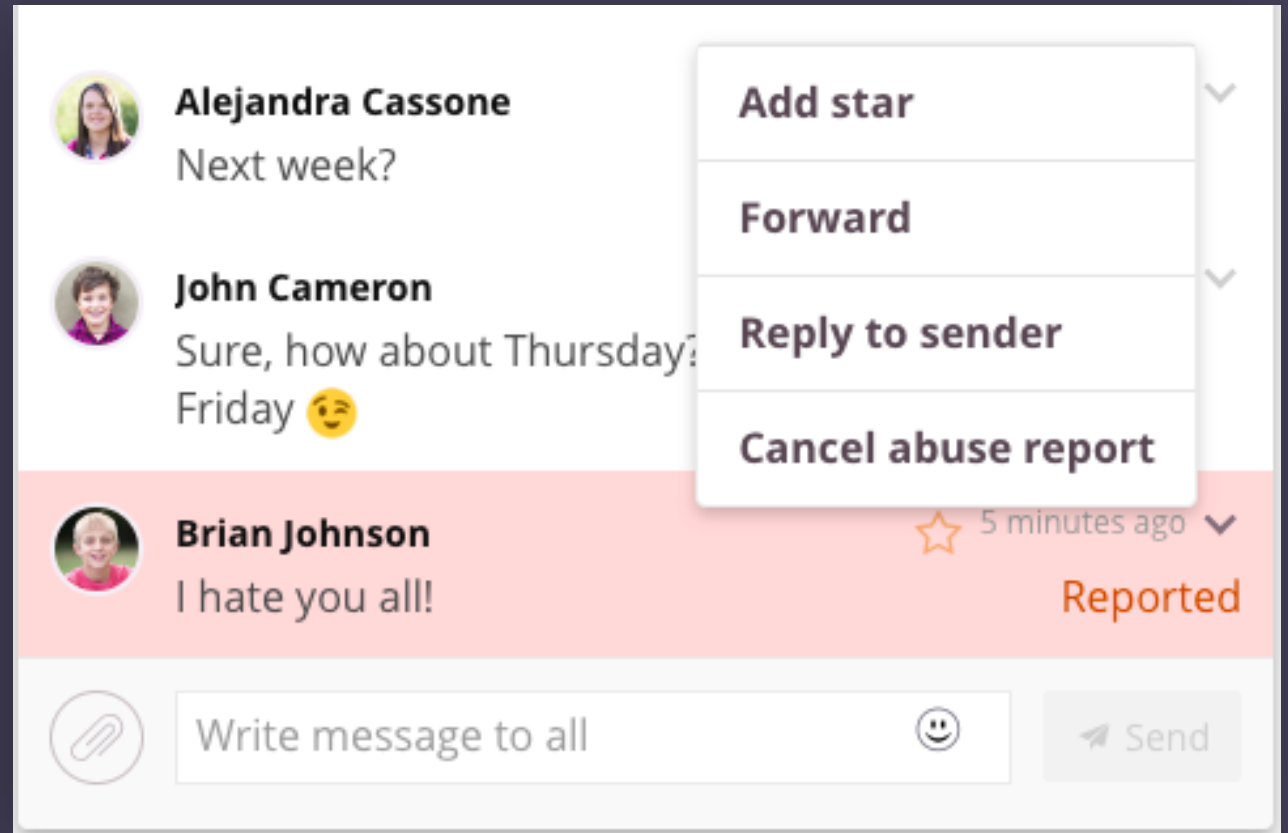 Alejandra Cassone
Next week?
John Cameron
Sure, how about Thursday?
Friday 😉
Add star
Forward
Reply to sender
Cancel abuse report
Brian Johnson
5 minutes ago
I hate you all!
Reported
Write message to all
Send